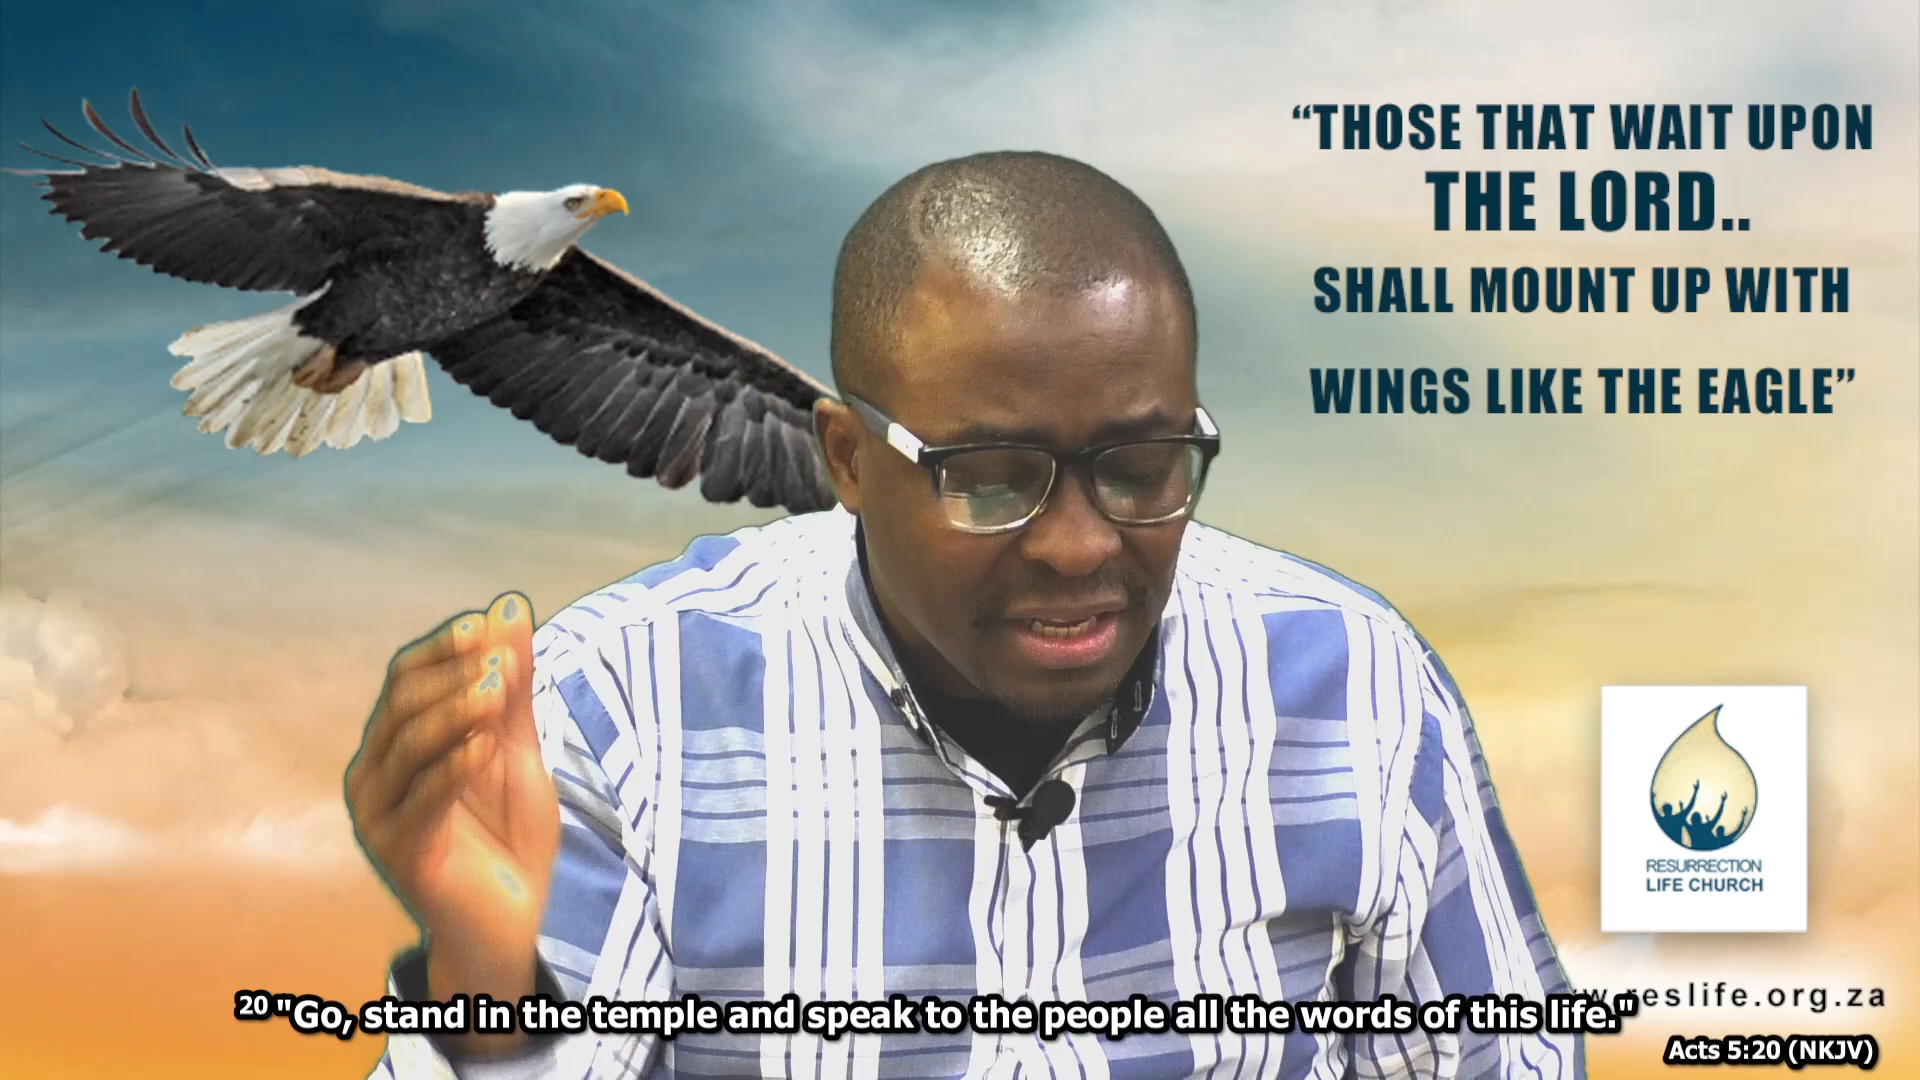 “THOSE THAT WAIT UPON
THE LORD..
SHALL MOUNT UP WITH
WINGS LIKE THE EAGLE”
RESURRECTION
LIFE CHURCH
w.reslife.org.za
20 "Go, stand in the temple and speak to the people all the words of this life."
Acts 5:20 (NKJV)